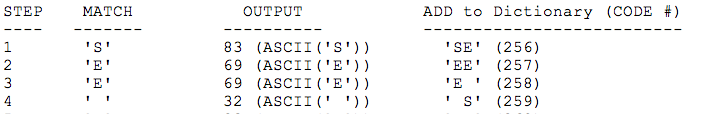 STEP    MATCH           OUTPUT               ADD to Dictionary (CODE #)
----    -------         ----------           --------------------------
1       'S'             83 (ASCII('S'))      'SE' (256)
2       'E'             69 (ASCII('E'))      'EE' (257)
3       'E'             69 (ASCII('E'))      'E ' (258)
4       ' '             32 (ASCII(' '))      ' S' (259)